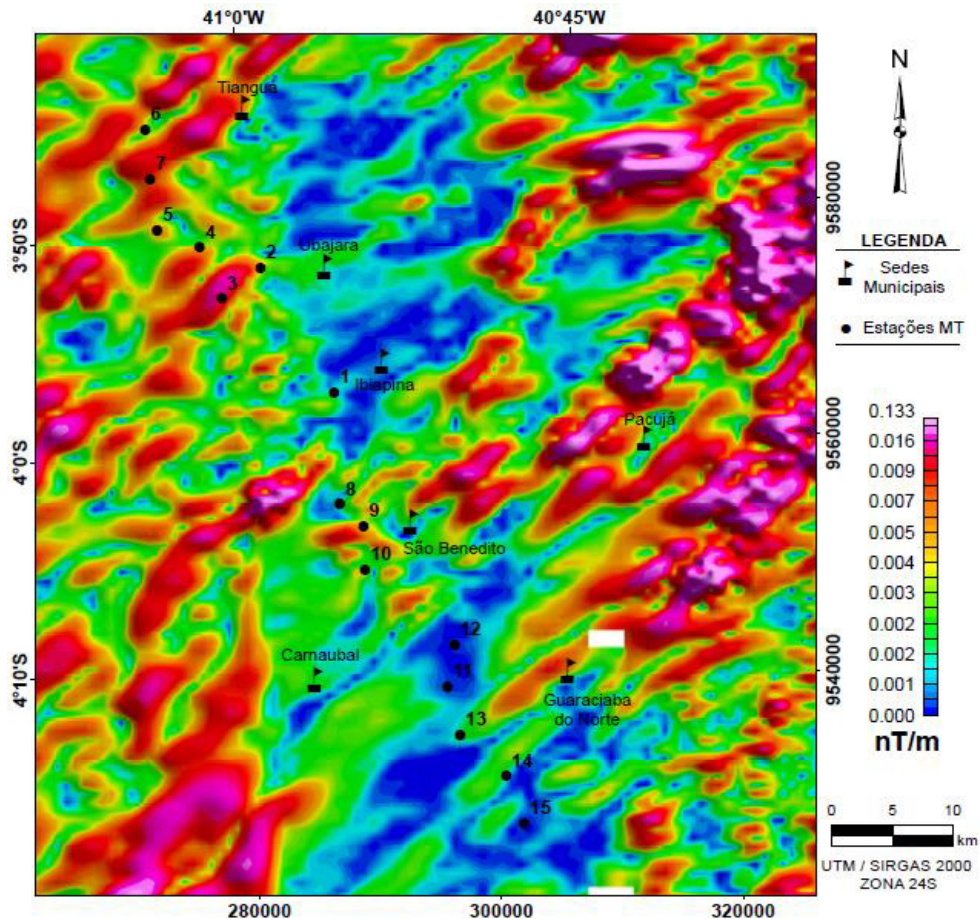 41°0'W
40°45'W
N
Tianguá
6
7
5
4
2
3
Ubajara
3°50'S
9580000
LEGENDA
Sedes
Municipais
Estações MT
1
Ibiapina
Pacujá
9560000
4°0'S
8
9
São Benedito
10
12
11
Carnaubal
Guaraciaba
do Norte
4°10'S
9540000
13
14
15
0.133
0.016
0.009
0.007
0.005
0.004
0.003
0.002
0.001
0.000
nT/m
0 5 10
km
UTM / SIRGAS 2000
ZONA 24S
280000
300000
320000